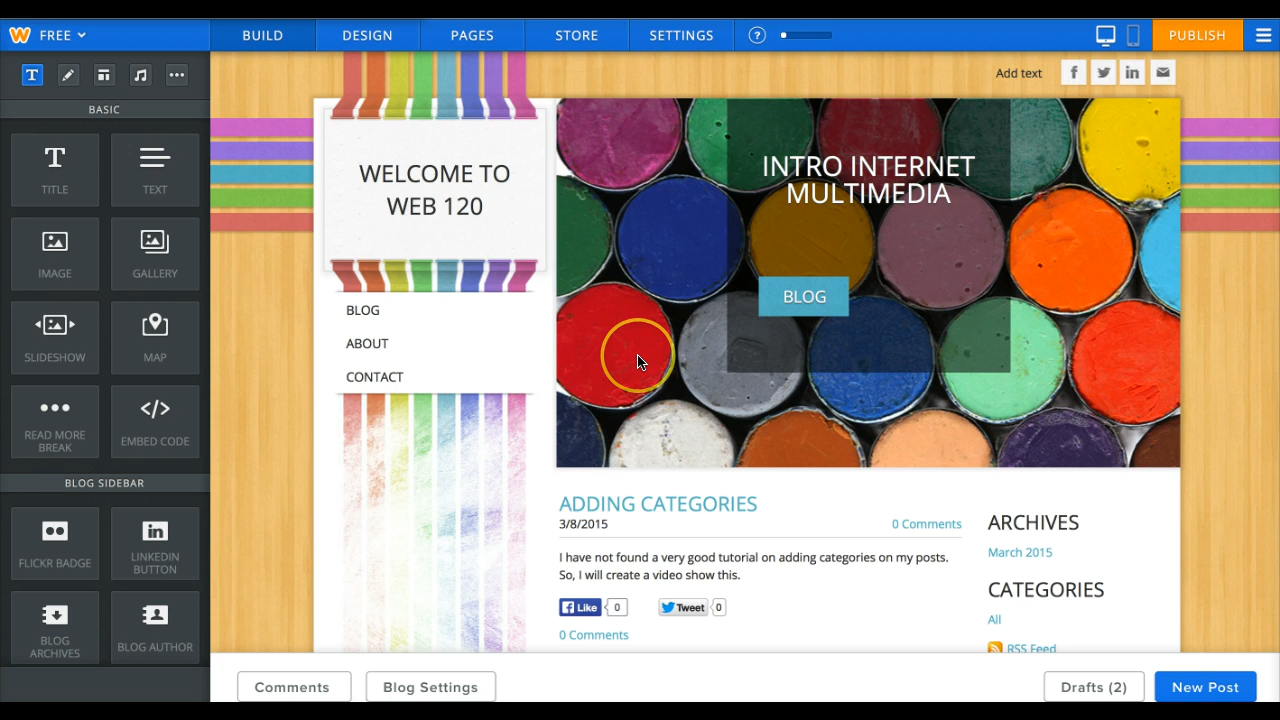 FREE
BUILD
DESIGN
PAGES
STORE
SETTINGS
?
PUBLISH
T
BASIC
T
TITLE
TEXT
IMAGE
GALLERY
SLIDESHOW
MAP
READ MORE
BREAK
EMBED CODE
BLOG SIDEBAR
FLICKR BADGE
LINKEDIN
BUTTON
BLOG
ARCHIVES
BLOG AUTHOR
Add text
WELCOME TO
WEB 120
BLOG
ABOUT
CONTACT
INTRO INTERNET
MULTIMEDIA
BLOG
ADDING CATEGORIES
3/8/2015
0 Comments
I have not found a very good tutorial on adding categories on my posts.
So, I will create a video show this.
Like 0
Tweet 0
0 Comments
ARCHIVES
March 2015
CATEGORIES
All
RSS Feed
Comments
Blog Settings
Drafts (2)
New Post